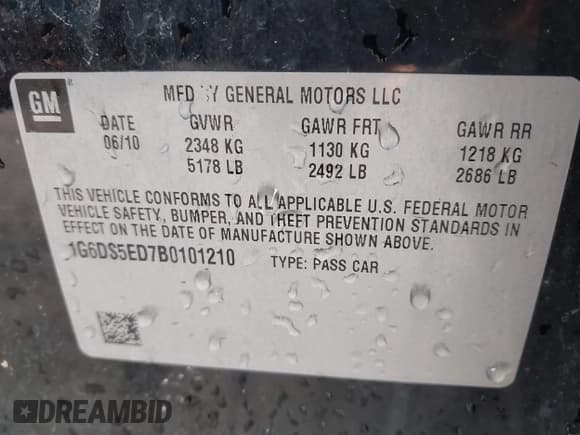 GM
MFD BY GENERAL MOTORS LLC
DATE GVWR GAWR FRT GAWR RR
06/10 2348 KG 1130 KG 1218 KG
5178 LB 2492 LB 2686 LB
THIS VEHICLE CONFORMS TO ALL APPLICABLE U.S. FEDERAL MOTOR
VEHICLE SAFETY, BUMPER, AND THEFT PREVENTION STANDARDS IN
EFFECT ON THE DATE OF MANUFACTURE SHOWN ABOVE.
1G6DS5ED7B0101210 TYPE: PASS CAR
DREAMBID